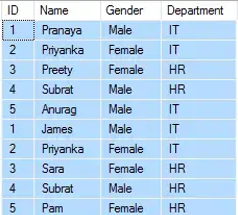 ID Name Gender Department
1 Pranaya Male IT
2 Priyanka Female IT
3 Preety Female HR
4 Subrat Male HR
5 Anurag Male IT
1 James Male IT
2 Priyanka Female IT
3 Sara Female HR
4 Subrat Male HR
5 Pam Female HR